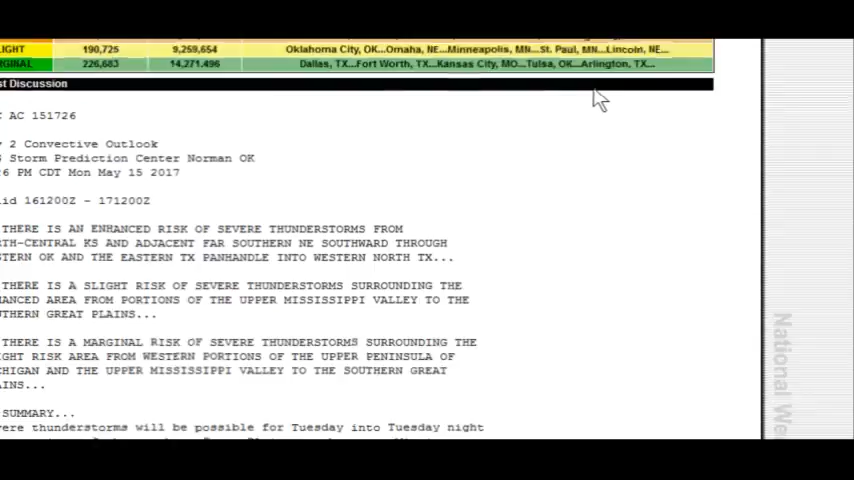 LIGHT 190,725 9,259,654 Oklahoma City, OK...Omaha, NE...Minneapolis, MN...St. Paul, MN...Lincoln, NE...
RGINAL 226,683 14,271,496 Dallas, TX...Fort Worth, TX...Kansas City, MO...Tulsa, OK...Arlington, TX...
st Discussion
AC 151726
2 Convective Outlook
Storm Prediction Center Norman OK
6 PM CDT Mon May 15 2017
lid 161200Z - 171200Z
THERE IS AN ENHANCED RISK OF SEVERE THUNDERSTORMS FROM
RTH-CENTRAL KS AND ADJACENT FAR SOUTHERN NE SOUTHWARD THROUGH
STERN OK AND THE EASTERN TX PANHANDLE INTO WESTERN NORTH TX...
THERE IS A SLIGHT RISK OF SEVERE THUNDERSTORMS SURROUNDING THE
HANCED AREA FROM PORTIONS OF THE UPPER MISSISSIPPI VALLEY TO THE
UTHERN GREAT PLAINS...
THERE IS A MARGINAL RISK OF SEVERE THUNDERSTORMS SURROUNDING THE
IGHT RISK AREA FROM WESTERN PORTIONS OF THE UPPER PENINSULA OF
CHIGAN AND THE UPPER MISSISSIPPI VALLEY TO THE SOUTHERN GREAT
AINS...
SUMMARY...
vere thunderstorms will be possible for Tuesday into Tuesday night
National We